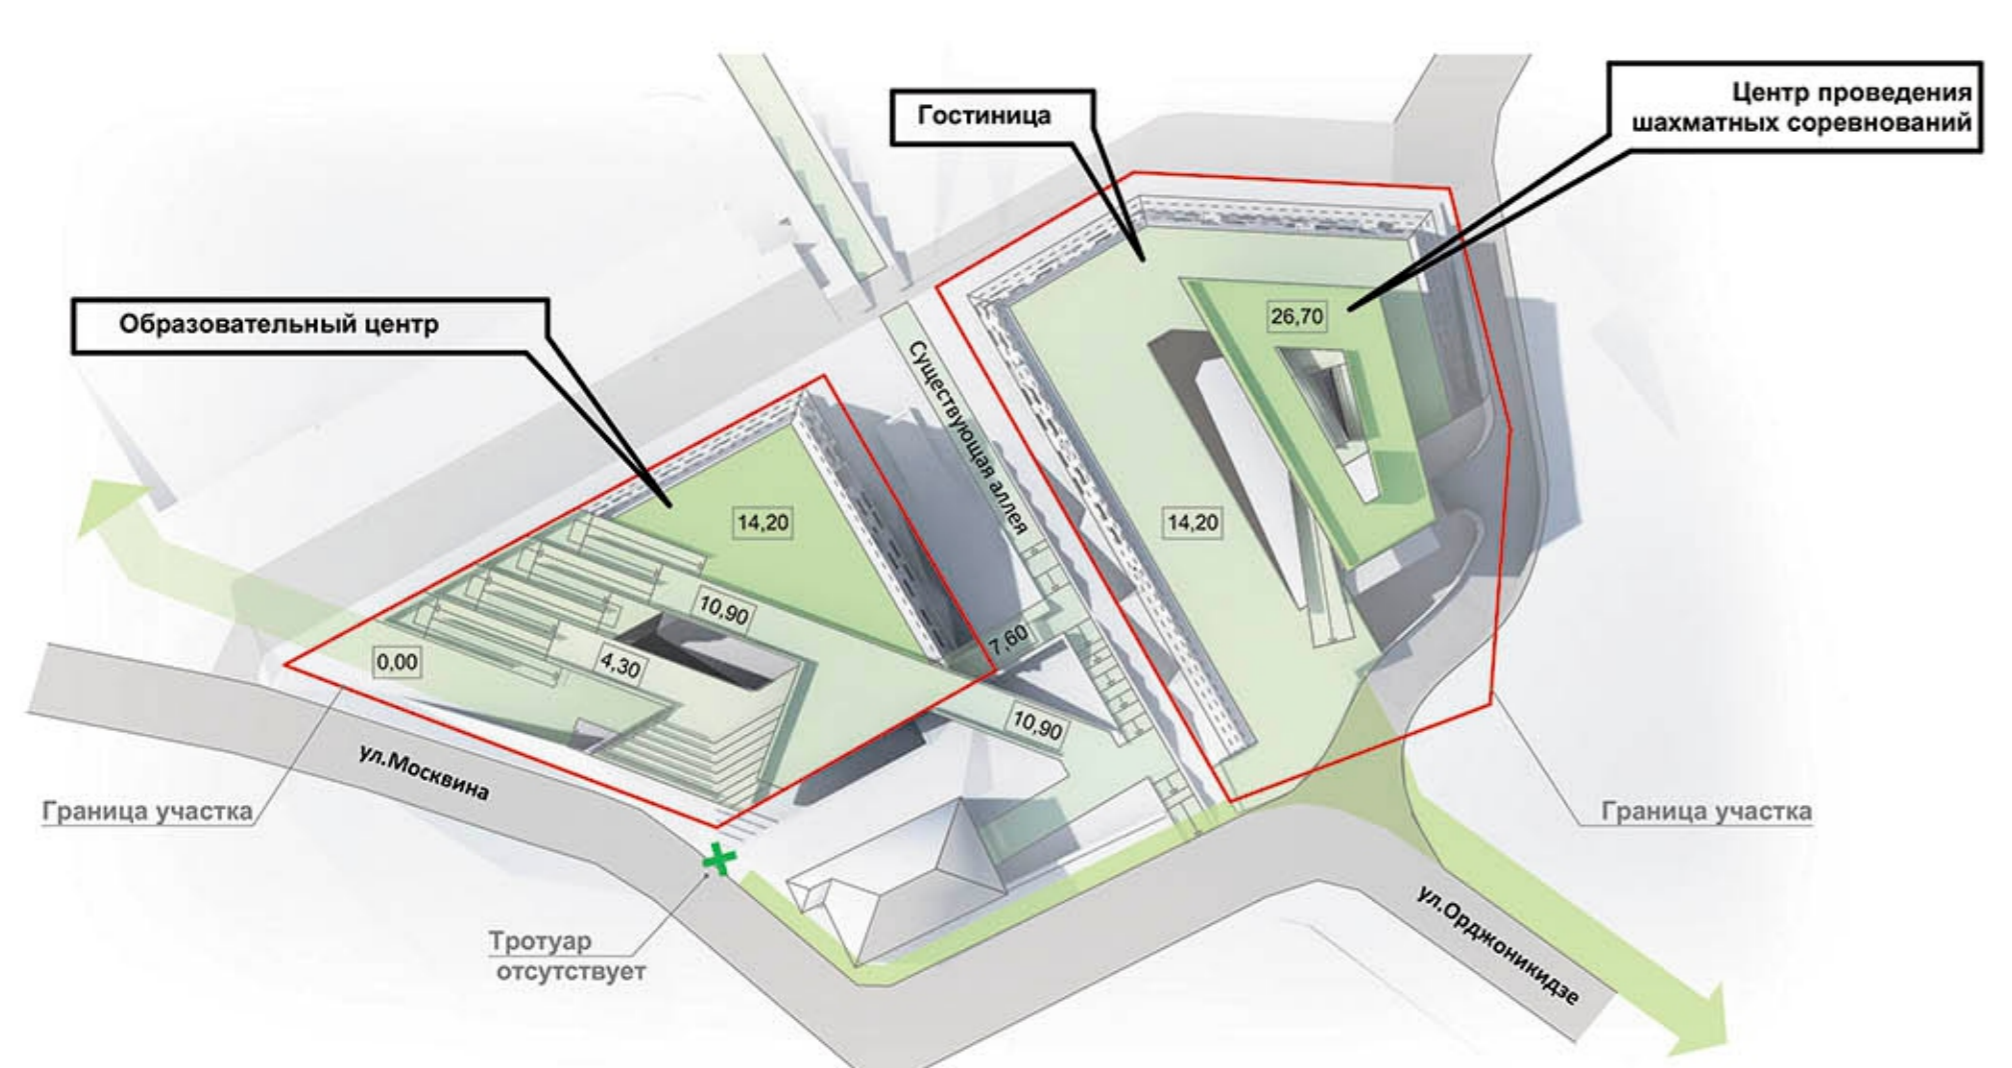 Центр проведения
шахматных соревнований
Гостиница
Образовательный центр
26,70
Существующая аллея
14,20
14,20
10,90
7,60
0,00
4,30
10,90
ул.Москвина
Граница участка
Граница участка
Тротуар
отсутствует
ул.Орджоникидзе